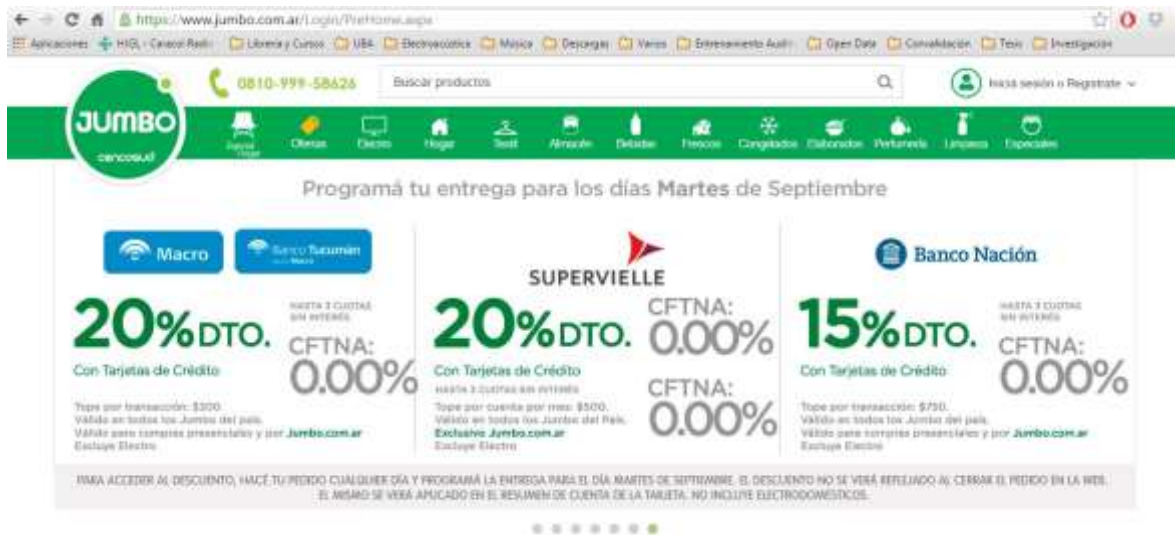 https://www.jumbo.com.ar/Login/PreHome.aspx
Aplicaciones Librería y Cursos UBA Electroacústica Música Descargas Varios Open Data Convalidación Tesis Investigación
0810-999-58626
Buscar productos
Iniciá sesión o Registrate
JUMBO
cencosud
Especial Hogar Ofertas Electro Hogar Textil Almacén Bebidas Frescos Congelados Elaborados Perfumería Limpieza Especiales
Programá tu entrega para los días Martes de Septiembre
Macro
Banco Tucumán
20% DTO.
HASTA 3 CUOTAS
SIN INTERÉS
CFTNA:
0.00%
Con Tarjetas de Crédito
Tope por transacción: $300.
Válido en todos los Jumbo del país.
Válido para compras presenciales y por Jumbo.com.ar
Excluye Electro
SUPERVIELLE
20% DTO.
CFTNA:
0.00%
Con Tarjetas de Crédito
HASTA 3 CUOTAS SIN INTERÉS
CFTNA:
0.00%
Tope por cuenta por mes: $500.
Válido en todos los Jumbo del País.
Exclusivo Jumbo.com.ar
Excluye Electro
Banco Nación
15% DTO.
HASTA 3 CUOTAS
SIN INTERÉS
CFTNA:
0.00%
Con Tarjetas de Crédito
Tope por transacción: $750.
Válido en todos los Jumbo del país.
Válido para compras presenciales y por Jumbo.com.ar
Excluye Electro
PARA ACCEDER AL DESCUENTO, HACÉ TU PEDIDO CUALQUIER DÍA Y PROGRAMÁ LA ENTREGA PARA EL DÍA MARTES DE SEPTIEMBRE. EL DESCUENTO NO SE VERÁ REFLEJADO AL CERRAR EL PEDIDO EN LA WEB.
EL MISMO SE VERÁ APLICADO EN EL RESUMEN DE CUENTA DE LA TARJETA. NO INCLUYE ELECTRODOMÉSTICOS.